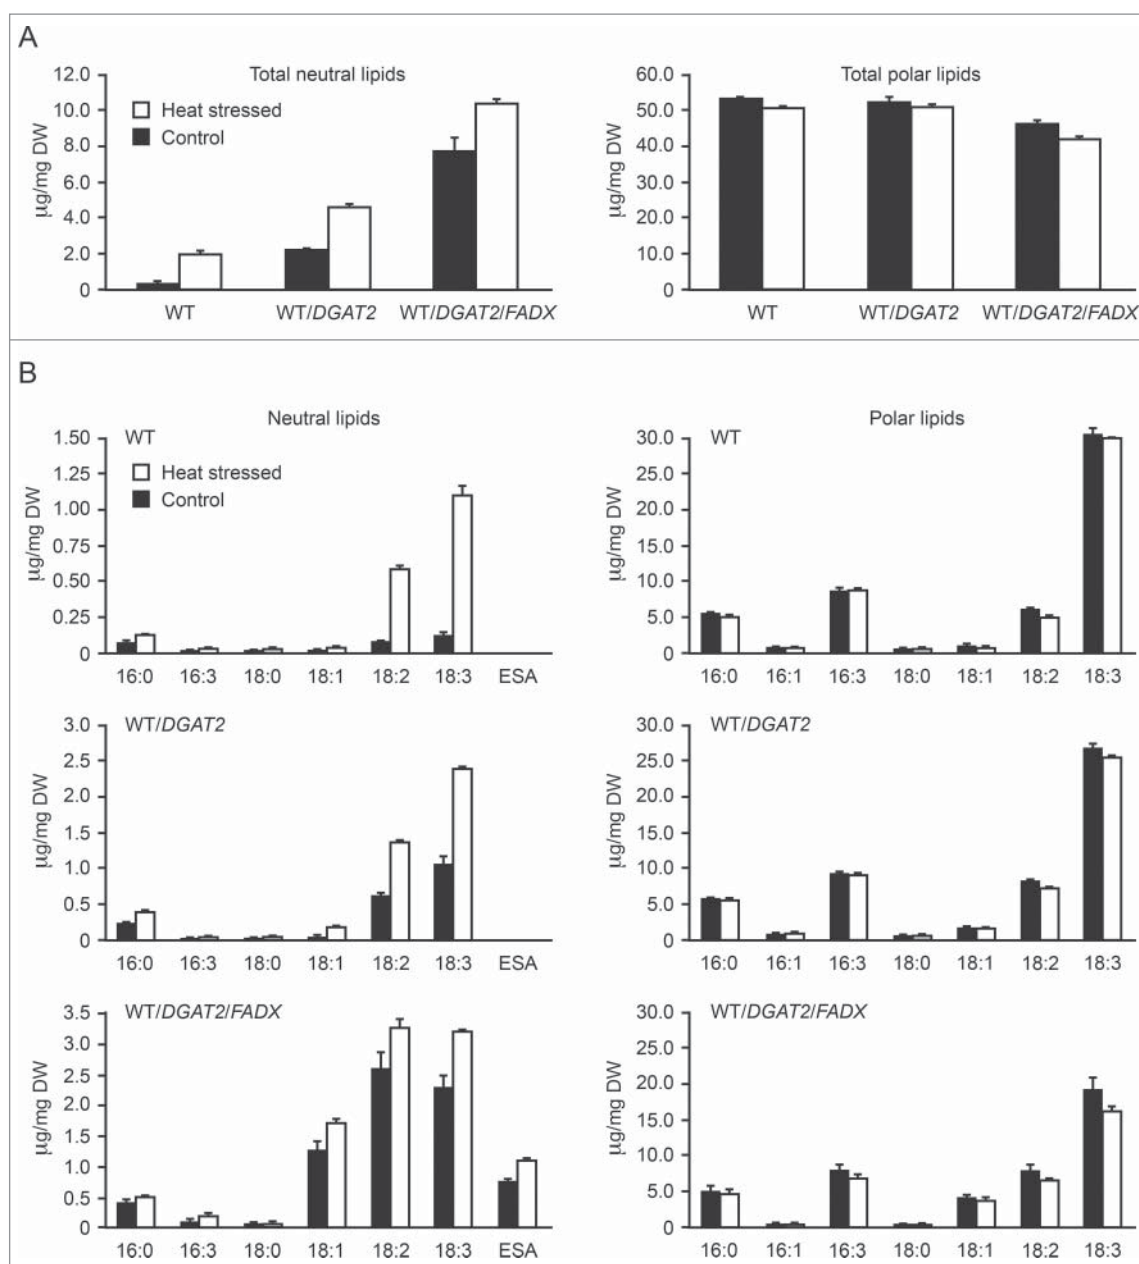 A
Total neutral lipids
12.0
10.0
8.0
6.0
4.0
2.0
0
µg/mg DW
Heat stressed
Control
WT WT/DGAT2 WT/DGAT2/FADX
Total polar lipids
60.0
50.0
40.0
30.0
20.0
10.0
0
µg/mg DW
WT WT/DGAT2 WT/DGAT2/FADX
B
Neutral lipids
WT
1.50
1.25
1.00
0.75
0.50
0.25
0
µg/mg DW
Heat stressed
Control
16:0 16:3 18:0 18:1 18:2 18:3 ESA
Polar lipids
WT
30.0
20.0
15.0
10.0
5.0
0
µg/mg DW
16:0 16:1 16:3 18:0 18:1 18:2 18:3
WT/DGAT2
3.0
2.5
2.0
1.5
1.0
0.5
0
µg/mg DW
16:0 16:3 18:0 18:1 18:2 18:3 ESA
WT/DGAT2
30.0
25.0
20.0
15.0
10.0
5.0
0
µg/mg DW
16:0 16:1 16:3 18:0 18:1 18:2 18:3
WT/DGAT2/FADX
3.5
3.0
2.5
2.0
1.5
1.0
0.5
0
µg/mg DW
16:0 16:3 18:0 18:1 18:2 18:3 ESA
WT/DGAT2/FADX
30.0
25.0
20.0
15.0
10.0
5.0
0
µg/mg DW
16:0 16:1 16:3 18:0 18:1 18:2 18:3